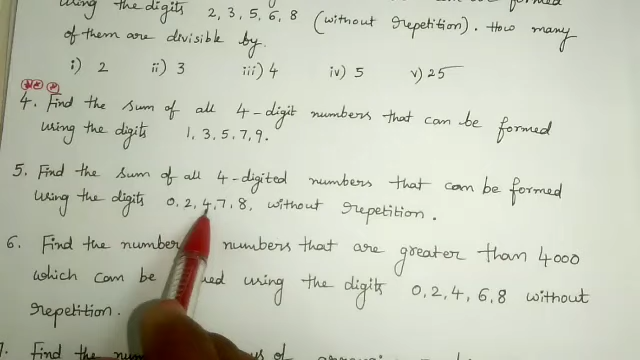 using the digits 2, 3, 5, 6, 8 (without repetition). How many
of them are divisible by.
i) 2 ii) 3 iii) 4 iv) 5 v) 25
4. Find the sum of all 4-digit numbers that can be formed
using the digits 1, 3, 5, 7, 9.
5. Find the sum of all 4-digited numbers that can be formed
using the digits 0, 2, 4, 7, 8, without repetition.
6. Find the number numbers that are greater than 4000
which can be using the digits 0, 2, 4, 6, 8 without
repetition.
7. Find the of